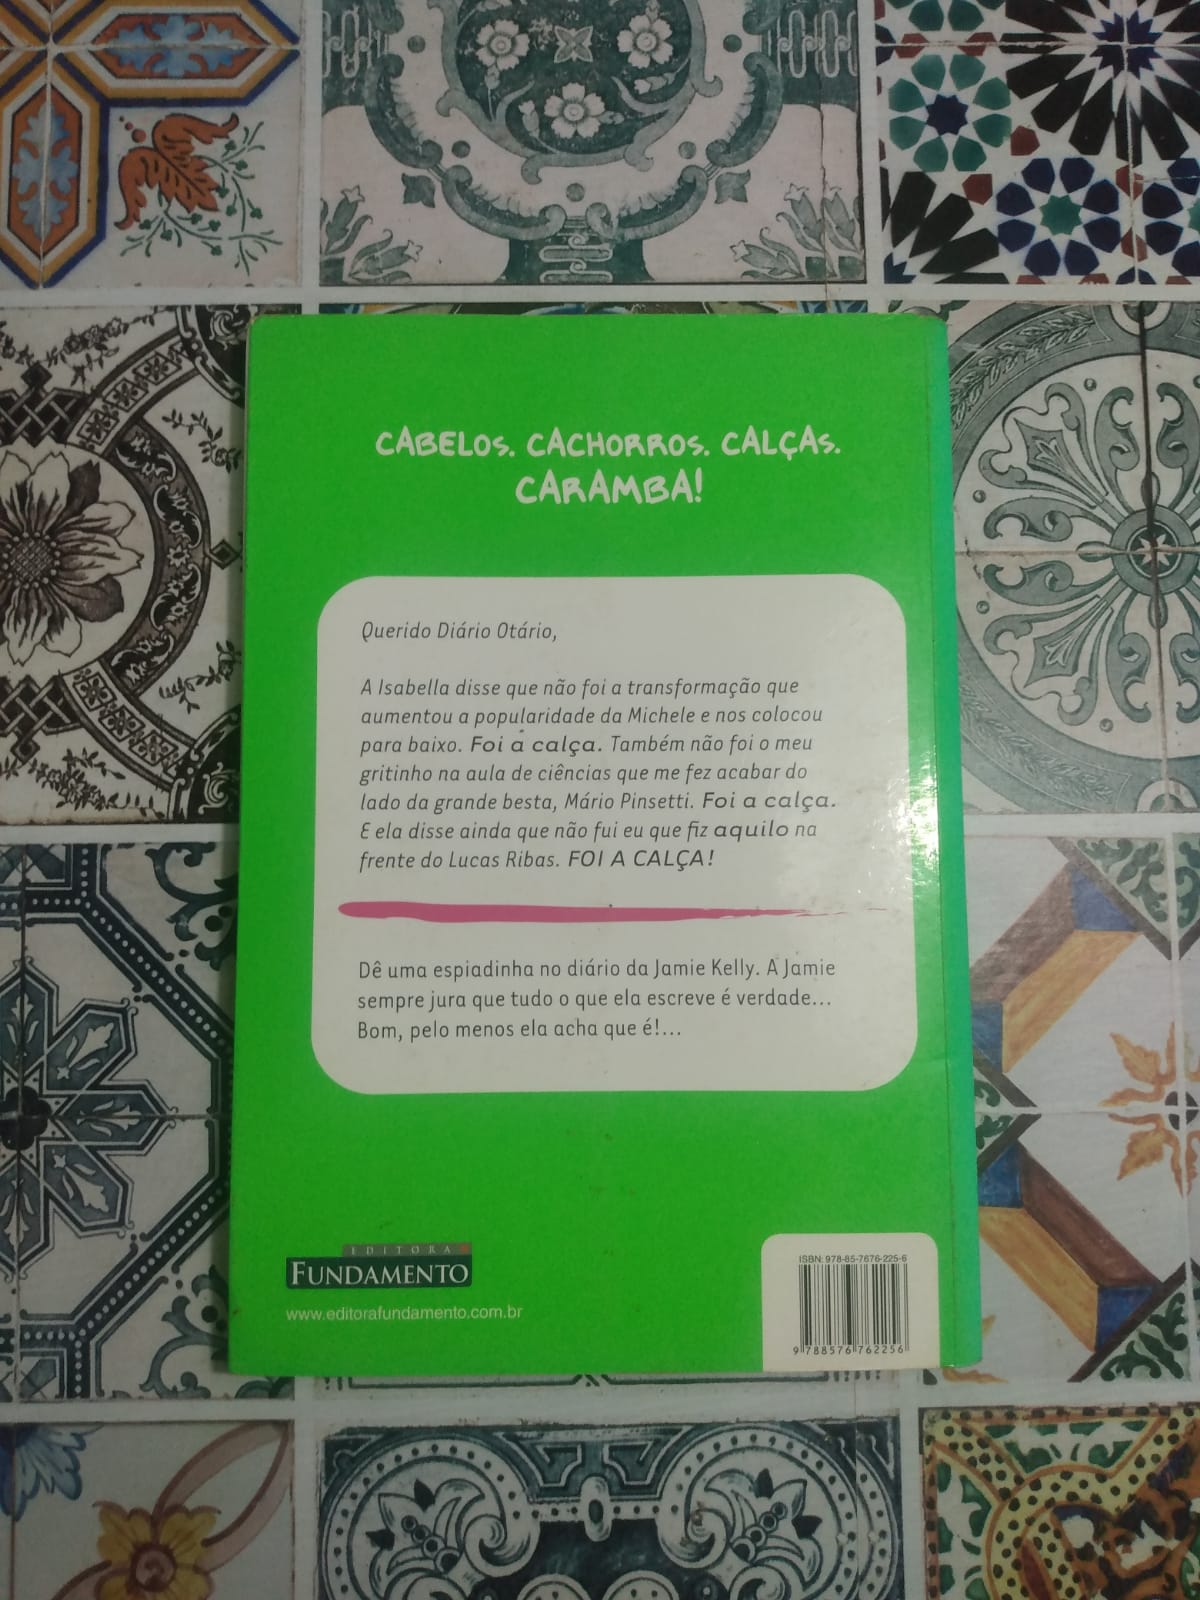 CABELOS. CACHORROS. CALÇAS.
CARAMBA!
Querido Diário Otário,
A Isabella disse que não foi a transformação que
aumentou a popularidade da Michele e nos colocou
para baixo. Foi a calça. Também não foi o meu
gritinho na aula de ciências que me fez acabar do
lado da grande besta, Mário Pinsetti. Foi a calça.
E ela disse ainda que não fui eu que fiz aquilo na
frente do Lucas Ribas. FOI A CALÇA!
Dê uma espiadinha no diário da Jamie Kelly. A Jamie
sempre jura que tudo o que ela escreve é verdade...
Bom, pelo menos ela acha que é!...
EDITORA
FUNDAMENTO
www.editorafundamento.com.br
ISBN: 978-85-7676-225-6
9 788576 762256